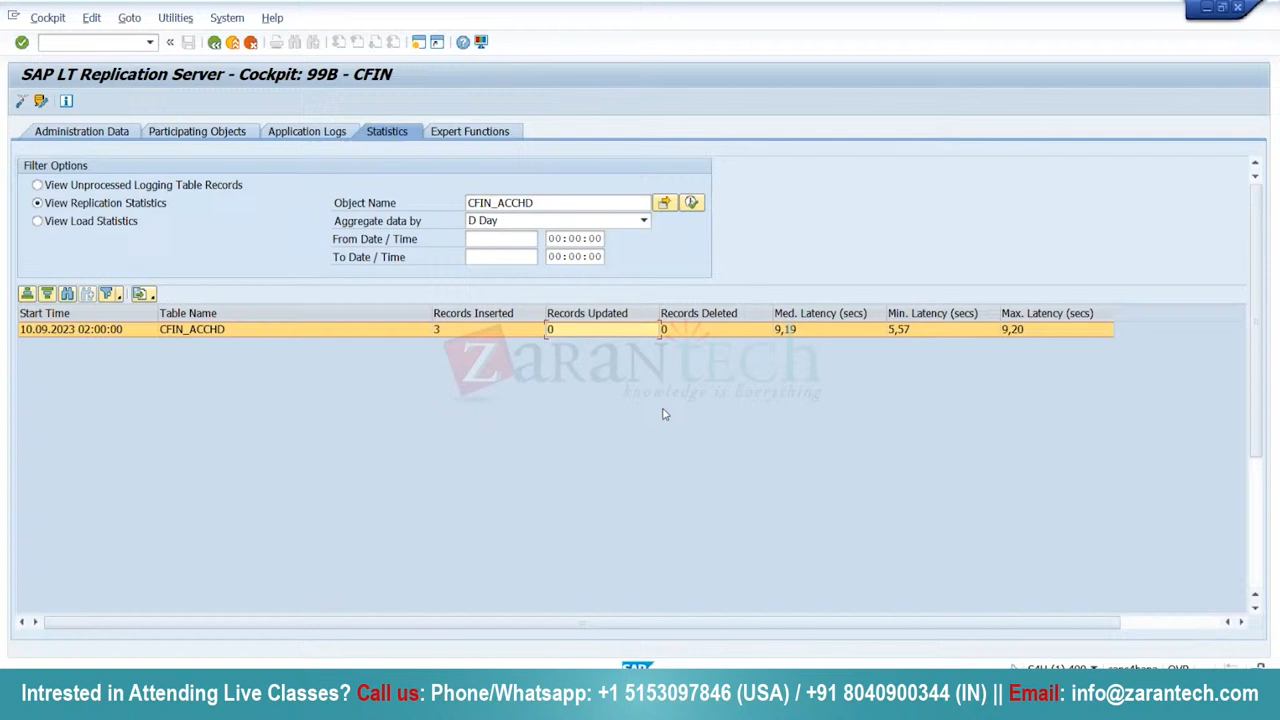 Cockpit Edit Goto Utilities System Help
SAP LT Replication Server - Cockpit: 99B - CFIN
Administration Data Participating Objects Application Logs Statistics Expert Functions
Filter Options
View Unprocessed Logging Table Records
View Replication Statistics Object Name CFIN_ACCHD
View Load Statistics Aggregate data by D Day
From Date / Time 00:00:00
To Date / Time 00:00:00
Start Time Table Name Records Inserted Records Updated Records Deleted Med. Latency (secs) Min. Latency (secs) Max. Latency (secs)
10.09.2023 02:00:00 CFIN_ACCHD 3 0 0 9,19 5,57 9,20
zaranTech
knowledge is Everything
SAP
Intrested in Attending Live Classes? Call us: Phone/Whatsapp: +1 5153097846 (USA) / +91 8040900344 (IN) || Email: info@zarantech.com